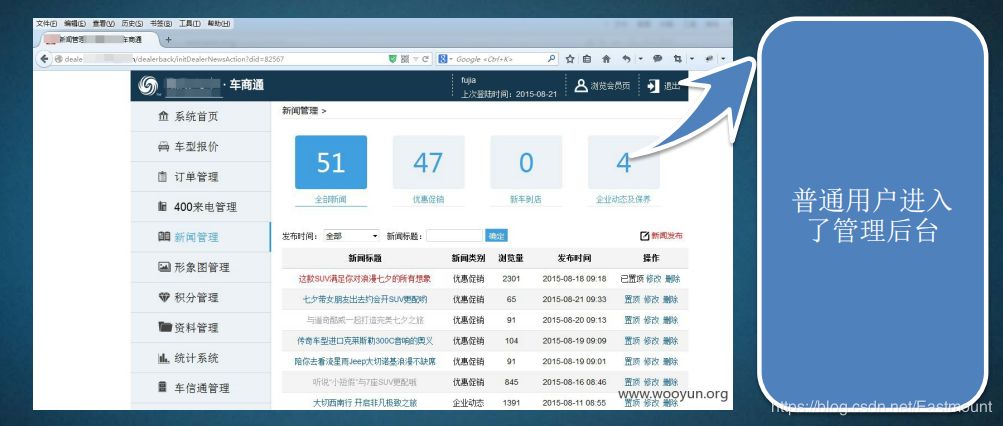 文件(F) 编辑(E) 查看(V) 历史(S) 书签(B) 工具(T) 帮助(H)
新闻管理
车商通
+
deale
/dealerback/initDealerNewsAction?did=82567
Google <Ctrl+K>
· 车商通
fujia
上次登陆时间：2015-08-21
浏览会员页
退出
系统首页
车型报价
订单管理
400来电管理
新闻管理
形象图管理
积分管理
资料管理
统计系统
车信通管理
新闻管理 >
51
全部新闻
47
优惠促销
0
新车到店
4
企业动态及保养
发布时间： 全部 新闻标题： 确定
新闻发布
新闻标题 新闻类别 浏览量 发布时间 操作
这款SUV满足你对浪漫七夕的所有想象 优惠促销 2301 2015-08-18 09:18 已置顶 修改 删除
七夕带女朋友出去约会开SUV更配哟 优惠促销 65 2015-08-21 09:33 置顶 修改 删除
与道奇酷威一起打造完美七夕之旅 优惠促销 91 2015-08-20 09:13 置顶 修改 删除
传奇车型进口克莱斯勒300C音响的奥义 优惠促销 104 2015-08-19 09:09 置顶 修改 删除
陪你去看流星雨Jeep大切诺基浪漫不缺席 优惠促销 91 2015-08-19 09:01 置顶 修改 删除
听说"小短假"与7座SUV更配哦 优惠促销 845 2015-08-16 08:46 置顶 修改 删除
大切西南行 开启非凡极致之旅 企业动态 1391 2015-08-11 08:55 置顶 修改 删除
www.wooyun.org
普通用户进入
了管理后台
https://blog.csdn.net/Eastmount